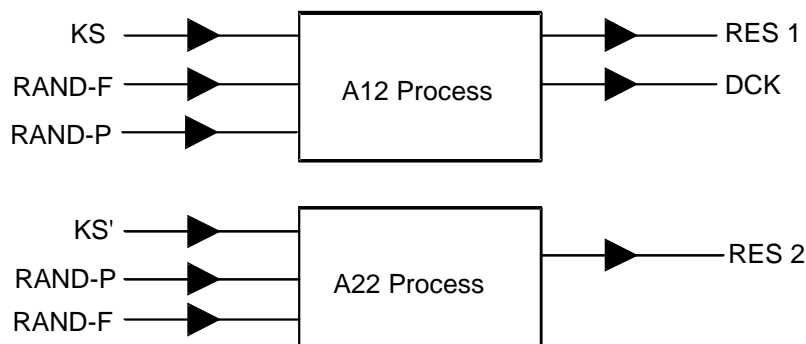 KS
RAND-F
RAND-P
A12 Process
RES 1
DCK
KS'
RAND-P
RAND-F
A22 Process
RES 2